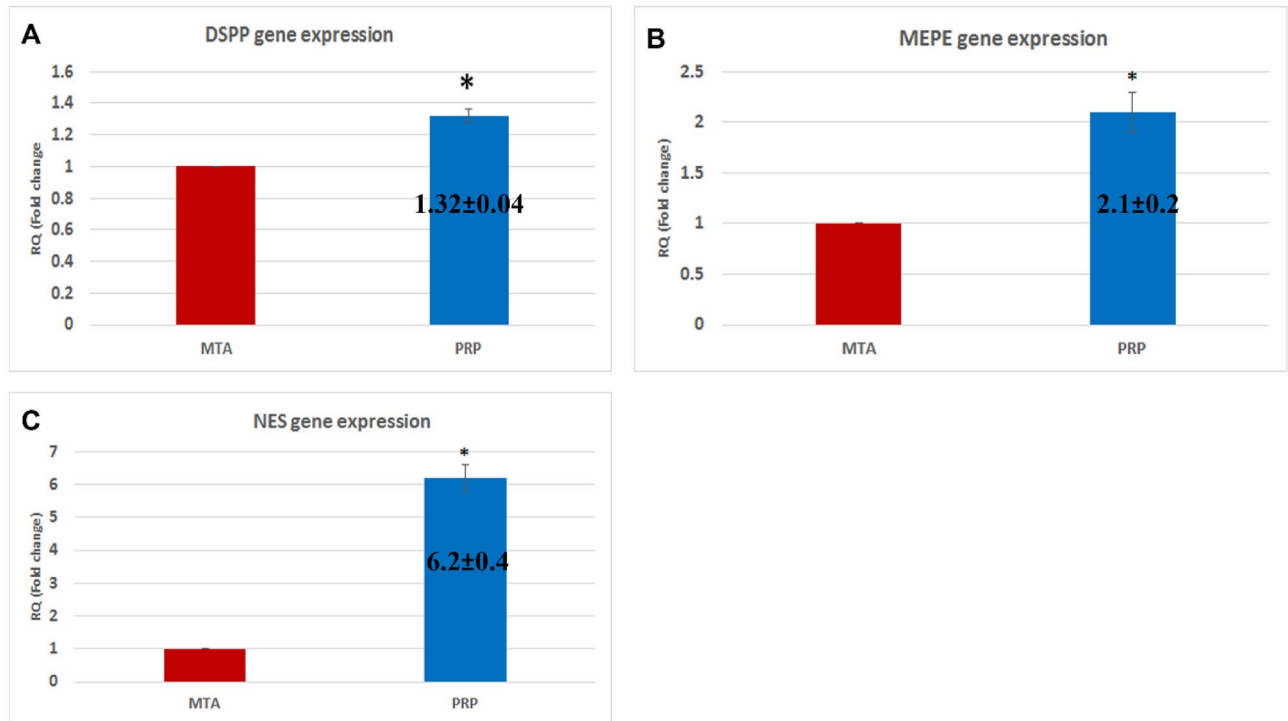 A
DSPP gene expression
RQ (Fold change
1.6
1.4
1.2
1
0.8
0.6
0.4
0.2
0
*
1.32±0.04
MTA PRP
B
MEPE gene expression
RQ (Fold change)
2.5
2
1.5
1
0.5
0
*
2.1±0.2
MTA PRP
C
NES gene expression
RQ (Fold change)
7
6
5
4
3
2
1
0
*
6.2±0.4
MTA PRP